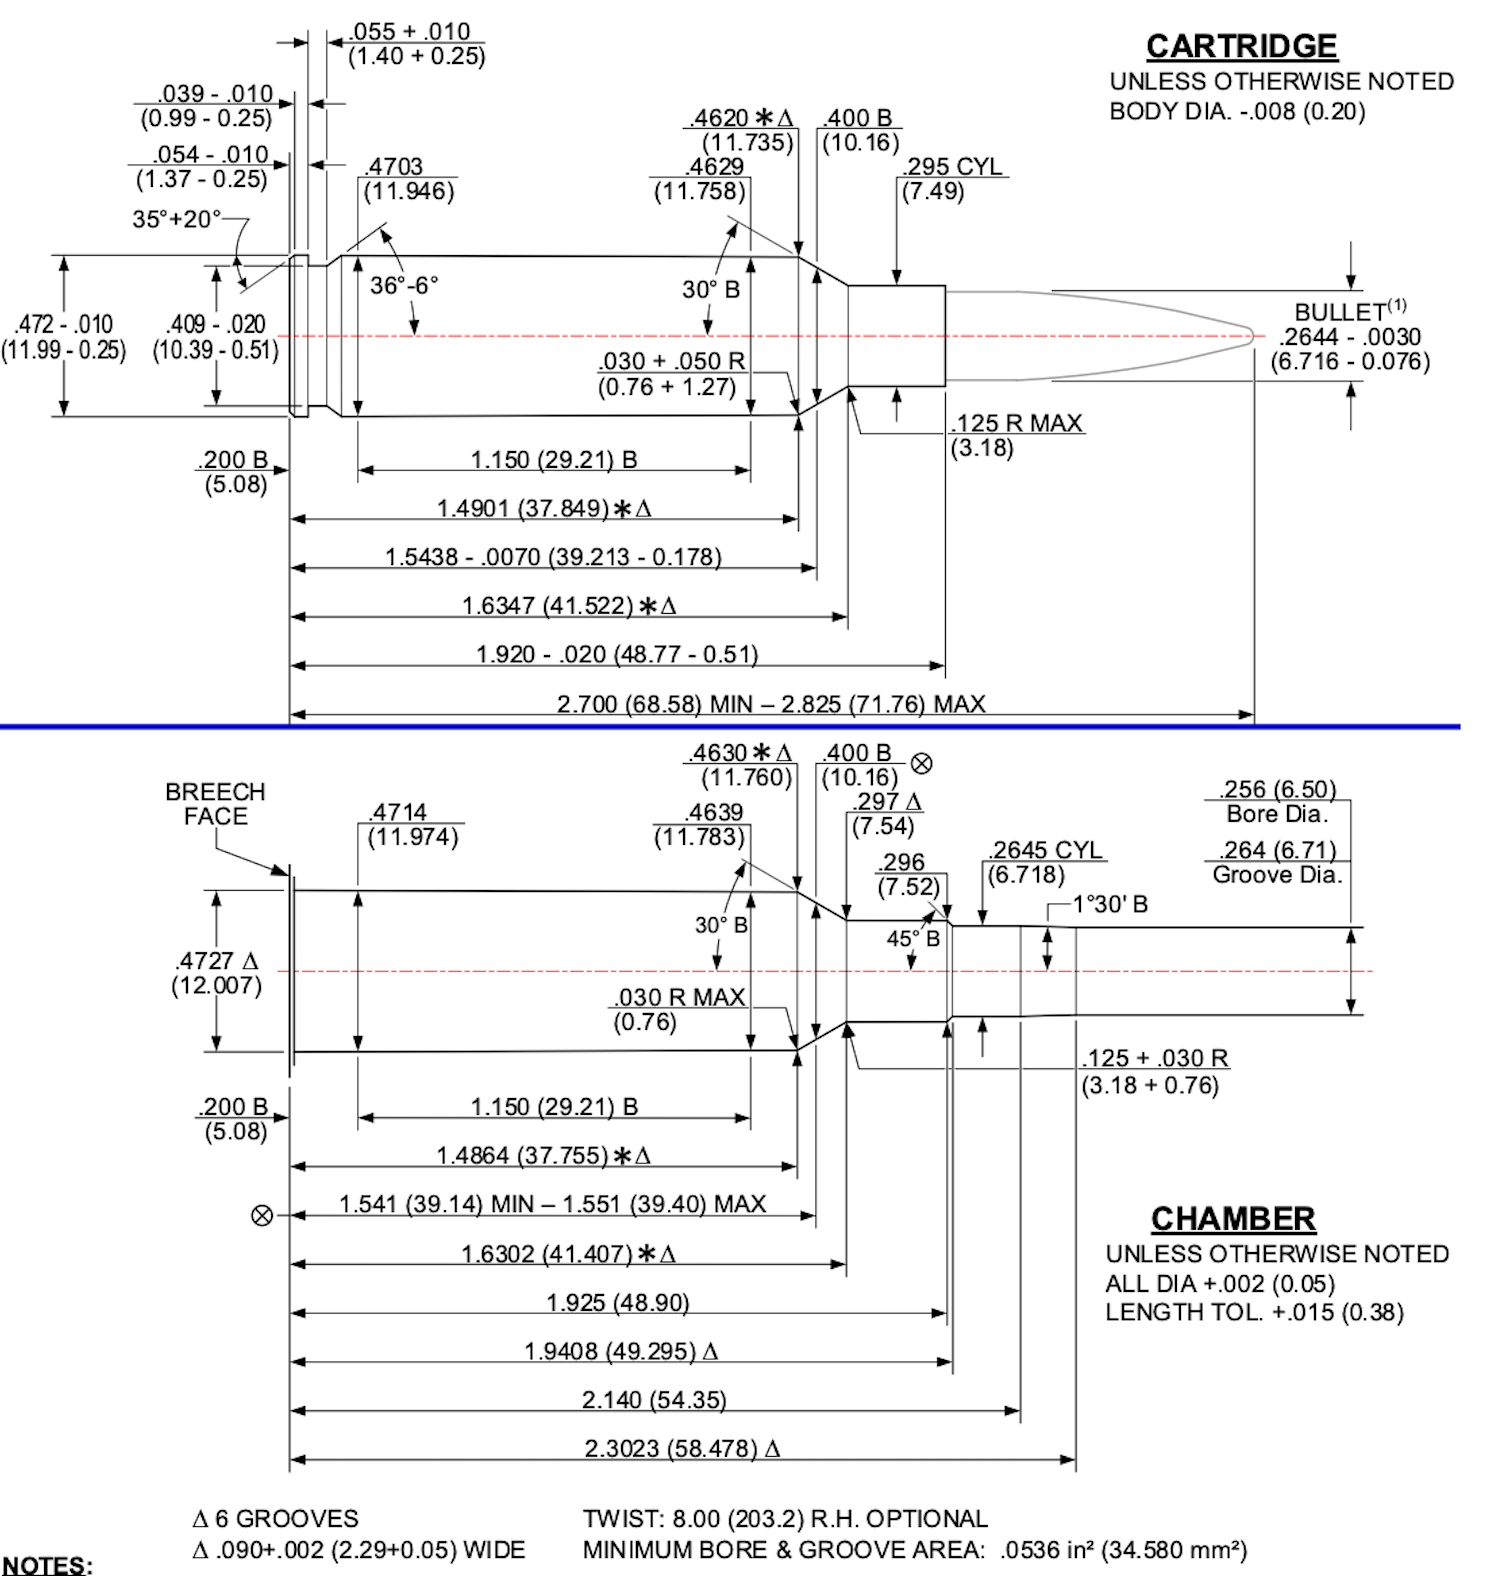 .055 + .010
(1.40 + 0.25)
CARTRIDGE
UNLESS OTHERWISE NOTED
BODY DIA. -.008 (0.20)
.039 - .010
(0.99 - 0.25)
.054 - .010
(1.37 - 0.25)
35°+20°
.4703
(11.946)
.4620 ✱ Δ
(11.735)
.4629
(11.758)
.400 B
(10.16)
.295 CYL
(7.49)
36°-6°
30° B
.472 - .010
(11.99 - 0.25)
.409 - .020
(10.39 - 0.51)
BULLET(1)
.2644 - .0030
(6.716 - 0.076)
.030 + .050 R
(0.76 + 1.27)
.125 R MAX
(3.18)
.200 B
(5.08)
1.150 (29.21) B
1.4901 (37.849) ✱ Δ
1.5438 - .0070 (39.213 - 0.178)
1.6347 (41.522) ✱ Δ
1.920 - .020 (48.77 - 0.51)
2.700 (68.58) MIN – 2.825 (71.76) MAX
BREECH
FACE
.4714
(11.974)
.4630 ✱ Δ
(11.760)
.4639
(11.783)
.400 B ⊗
(10.16)
.297 Δ
(7.54)
.296
(7.52)
.2645 CYL
(6.718)
.256 (6.50)
Bore Dia.
.264 (6.71)
Groove Dia.
1°30' B
30° B
45° B
.4727 Δ
(12.007)
.030 R MAX
(0.76)
.125 + .030 R
(3.18 + 0.76)
.200 B
(5.08)
1.150 (29.21) B
1.4864 (37.755) ✱ Δ
⊗ 1.541 (39.14) MIN – 1.551 (39.40) MAX
1.6302 (41.407) ✱ Δ
1.925 (48.90)
1.9408 (49.295) Δ
2.140 (54.35)
2.3023 (58.478) Δ
CHAMBER
UNLESS OTHERWISE NOTED
ALL DIA +.002 (0.05)
LENGTH TOL. +.015 (0.38)
Δ 6 GROOVES
Δ .090+.002 (2.29+0.05) WIDE
TWIST: 8.00 (203.2) R.H. OPTIONAL
MINIMUM BORE & GROOVE AREA: .0536 in² (34.580 mm²)
NOTES: